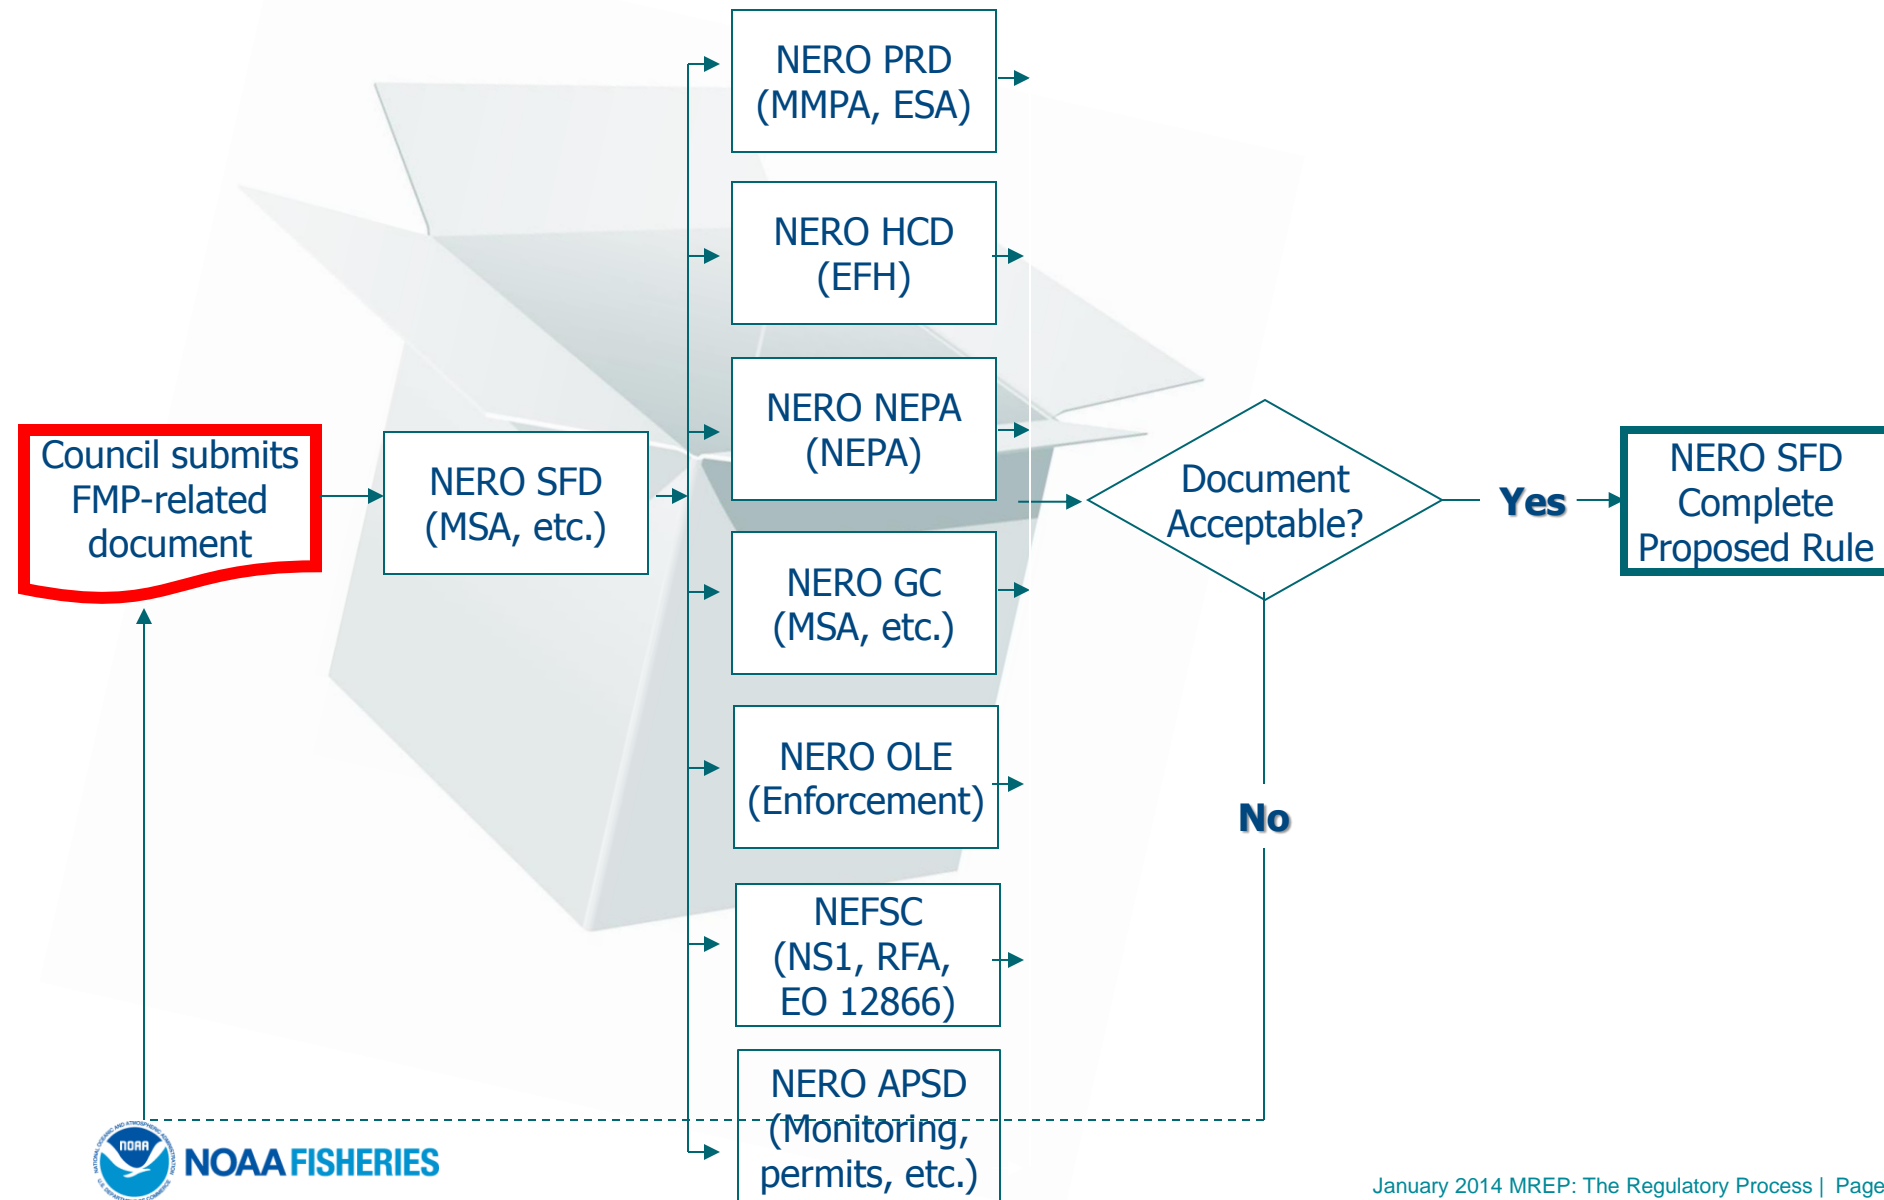 NERO PRD
(MMPA, ESA)
NERO HCD
(EFH)
NERO NEPA
(NEPA)
Council submits
FMP-related
document
NERO SFD
(MSA, etc.)
Document
Acceptable?
Yes
NERO SFD
Complete
Proposed Rule
NERO GC
(MSA, etc.)
NERO OLE
(Enforcement)
No
NEFSC
(NS1, RFA,
EO 12866)
NERO APSD
(Monitoring,
permits, etc.)
NOAA
NOAA FISHERIES
January 2014 MREP: The Regulatory Process | Page